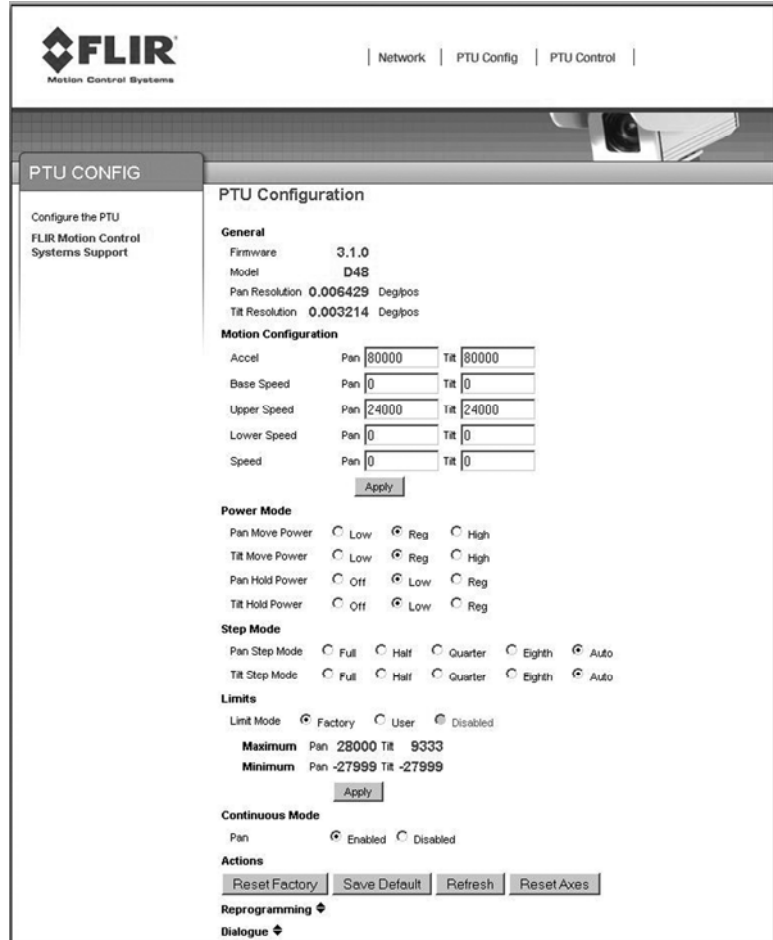 FLIR
Motion Control Systems
| Network | PTU Config | PTU Control |
PTU CONFIG
Configure the PTU
FLIR Motion Control
Systems Support
PTU Configuration
General
Firmware 3.1.0
Model D48
Pan Resolution 0.006429 Deg/pos
Tilt Resolution 0.003214 Deg/pos
Motion Configuration
Accel Pan 80000 Tilt 80000
Base Speed Pan 0 Tilt 0
Upper Speed Pan 24000 Tilt 24000
Lower Speed Pan 0 Tilt 0
Speed Pan 0 Tilt 0
Apply
Power Mode
Pan Move Power Low Reg High
Tilt Move Power Low Reg High
Pan Hold Power Off Low Reg
Tilt Hold Power Off Low Reg
Step Mode
Pan Step Mode Full Half Quarter Eighth Auto
Tilt Step Mode Full Half Quarter Eighth Auto
Limits
Limit Mode Factory User Disabled
Maximum Pan 28000 Tilt 9333
Minimum Pan -27999 Tilt -27999
Apply
Continuous Mode
Pan Enabled Disabled
Actions
Reset Factory Save Default Refresh Reset Axes
Reprogramming
Dialogue